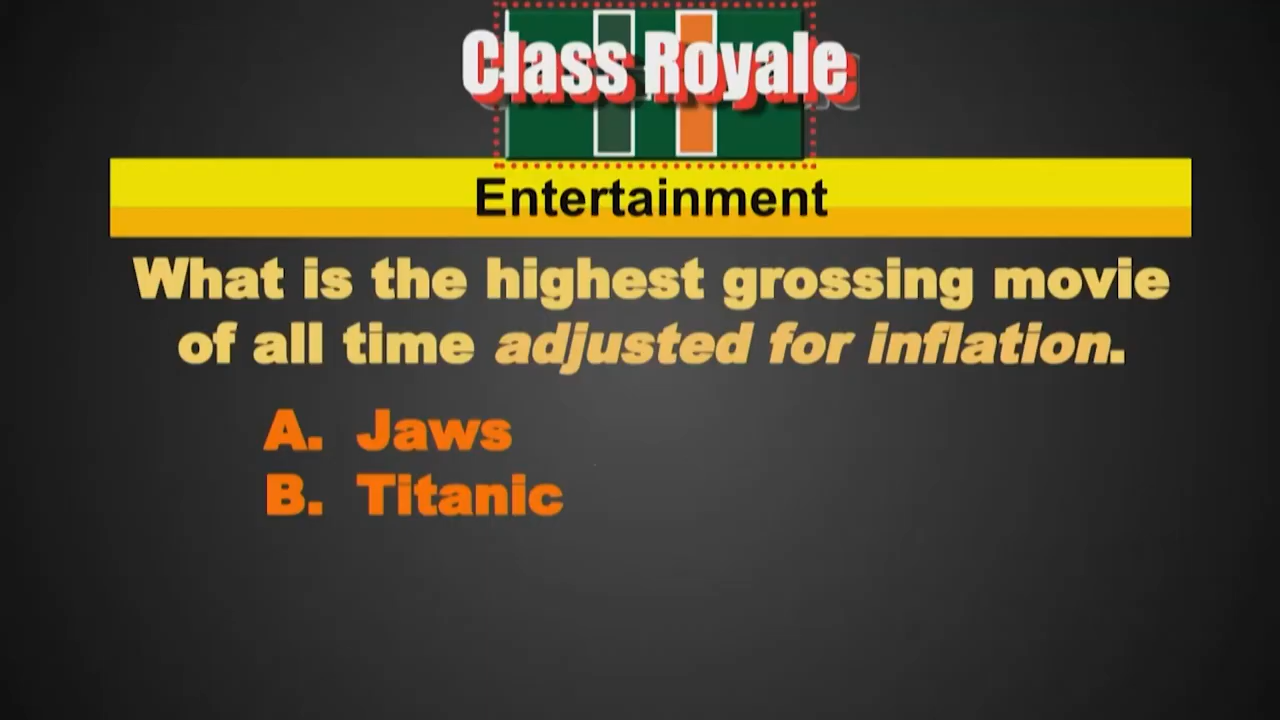 Class Royale
Entertainment
What is the highest grossing movie
of all time adjusted for inflation.
A. Jaws
B. Titanic